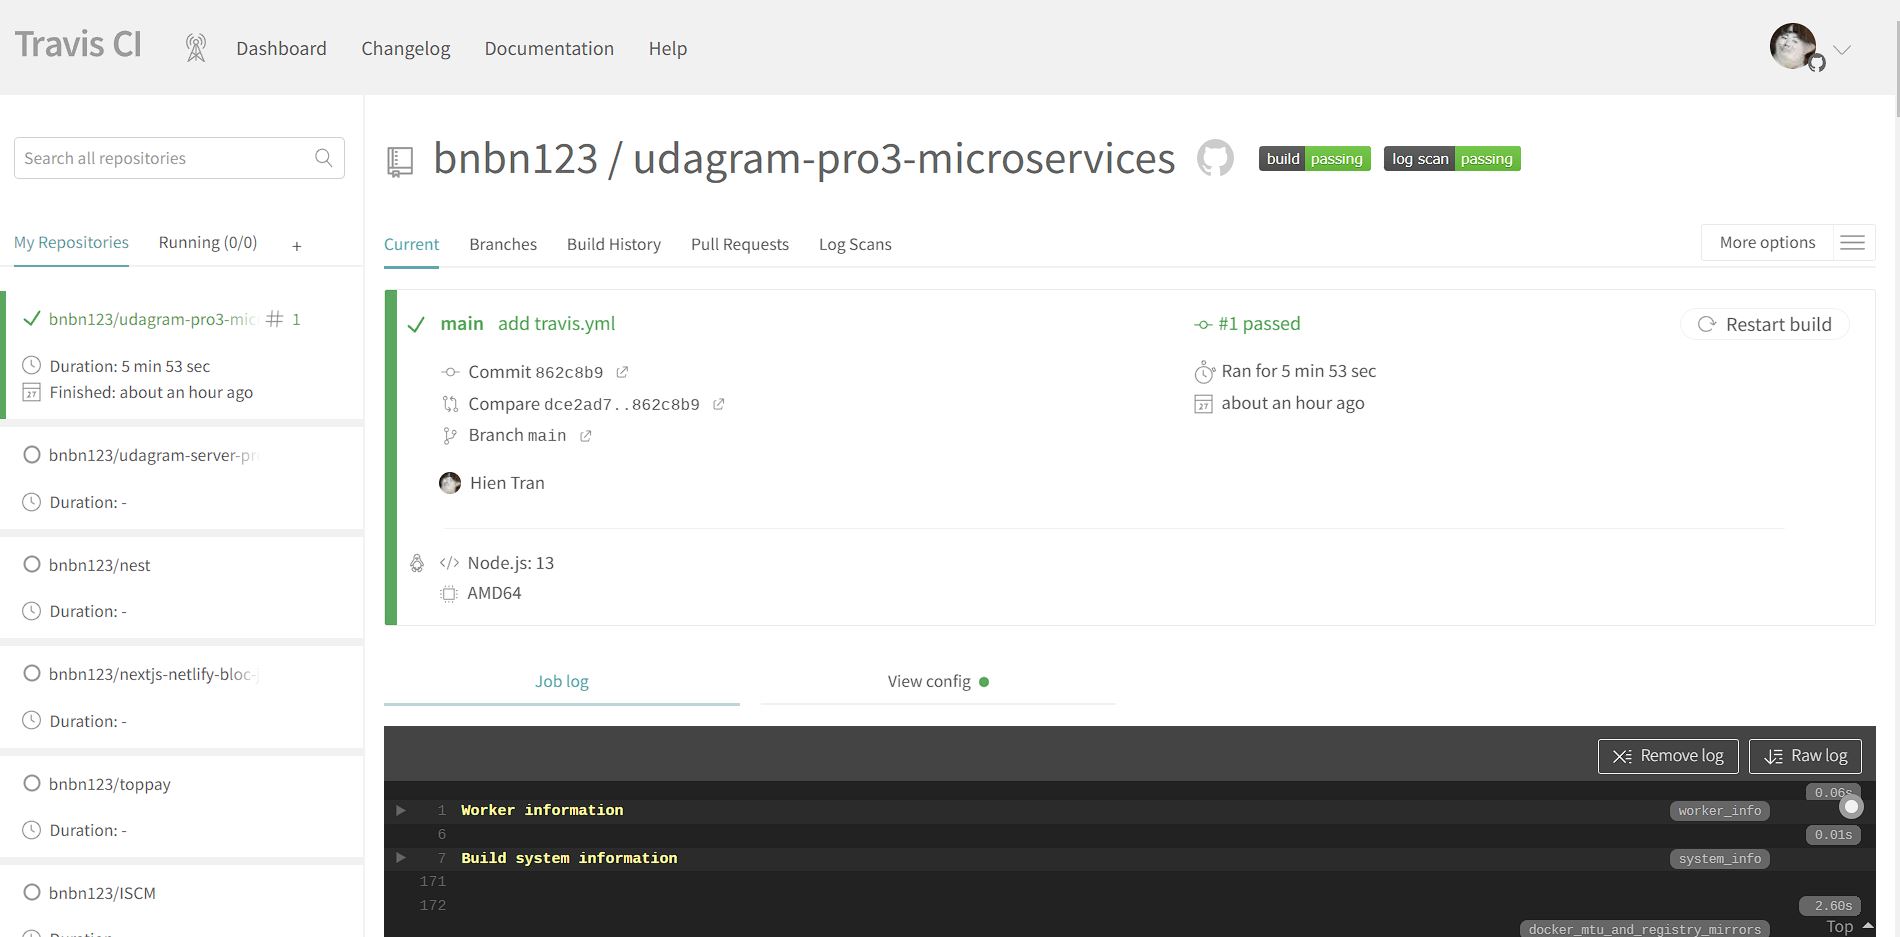 Travis CI
Dashboard
Changelog
Documentation
Help
Search all repositories
My Repositories
Running (0/0)
+
bnbn123/udagram-pro3-mic
# 1
Duration: 5 min 53 sec
Finished: about an hour ago
bnbn123/udagram-server-pr
Duration: -
bnbn123/nest
Duration: -
bnbn123/nextjs-netlify-bloc-
Duration: -
bnbn123/toppay
Duration: -
bnbn123/ISCM
bnbn123 / udagram-pro3-microservices
build passing
log scan passing
Current
Branches
Build History
Pull Requests
Log Scans
More options
main add travis.yml
#1 passed
Restart build
Commit 862c8b9
Ran for 5 min 53 sec
Compare dce2ad7..862c8b9
about an hour ago
Branch main
Hien Tran
</> Node.js: 13
AMD64
Job log
View config
Remove log
Raw log
0.06s
1 Worker information
worker_info
6
0.01s
7 Build system information
system_info
171
172
2.60s
docker_mtu_and_registry_mirrors
Top